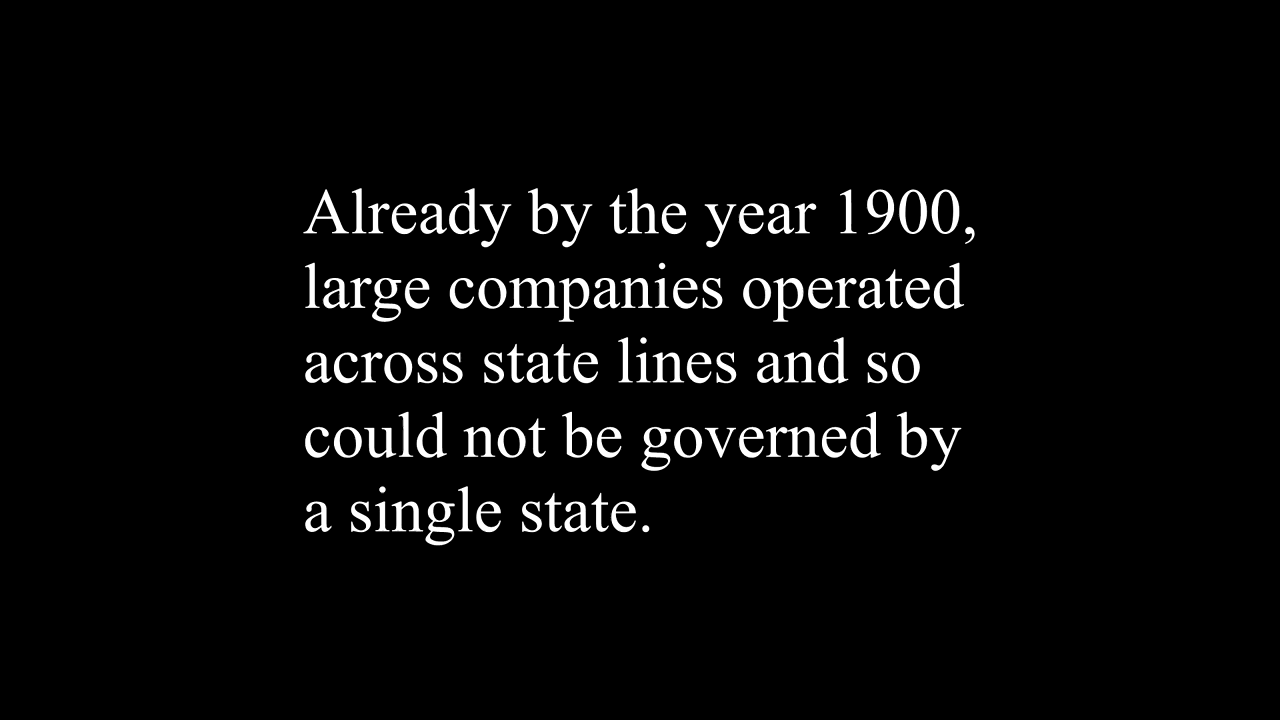 Already by the year 1900,
large companies operated
across state lines and so
could not be governed by
a single state.